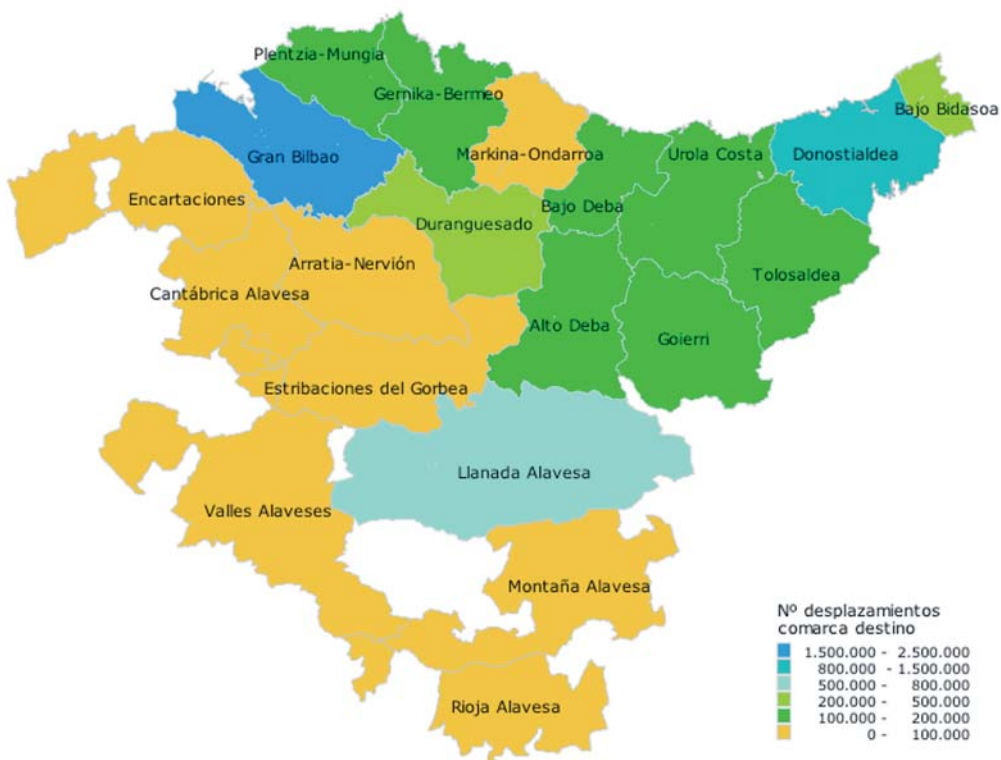 Plentzia-Mungia
Gernika-Bermeo
Bajo Bidasoa
Gran Bilbao
Markina-Ondarroa
Urola Costa
Donostialdea
Encartaciones
Bajo Deba
Duranguesado
Arratia-Nervión
Tolosaldea
Cantábrica Alavesa
Alto Deba
Goierri
Estribaciones del Gorbea
Llanada Alavesa
Valles Alaveses
Montaña Alavesa
Rioja Alavesa
Nº desplazamientos
comarca destino
1.500.000 - 2.500.000
800.000 - 1.500.000
500.000 - 800.000
200.000 - 500.000
100.000 - 200.000
0 - 100.000